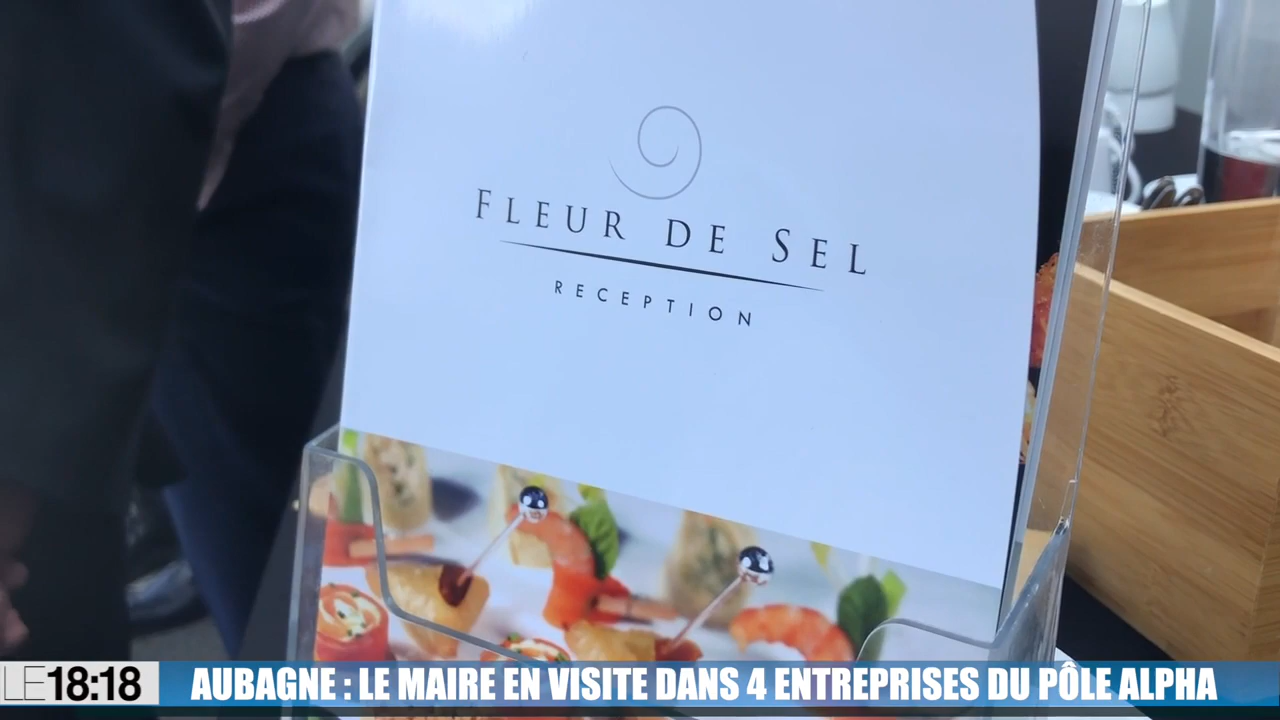 FLEUR DE SEL
RECEPTION
LE18:18
AUBAGNE : LE MAIRE EN VISITE DANS 4 ENTREPRISES DU PÔLE ALPHA